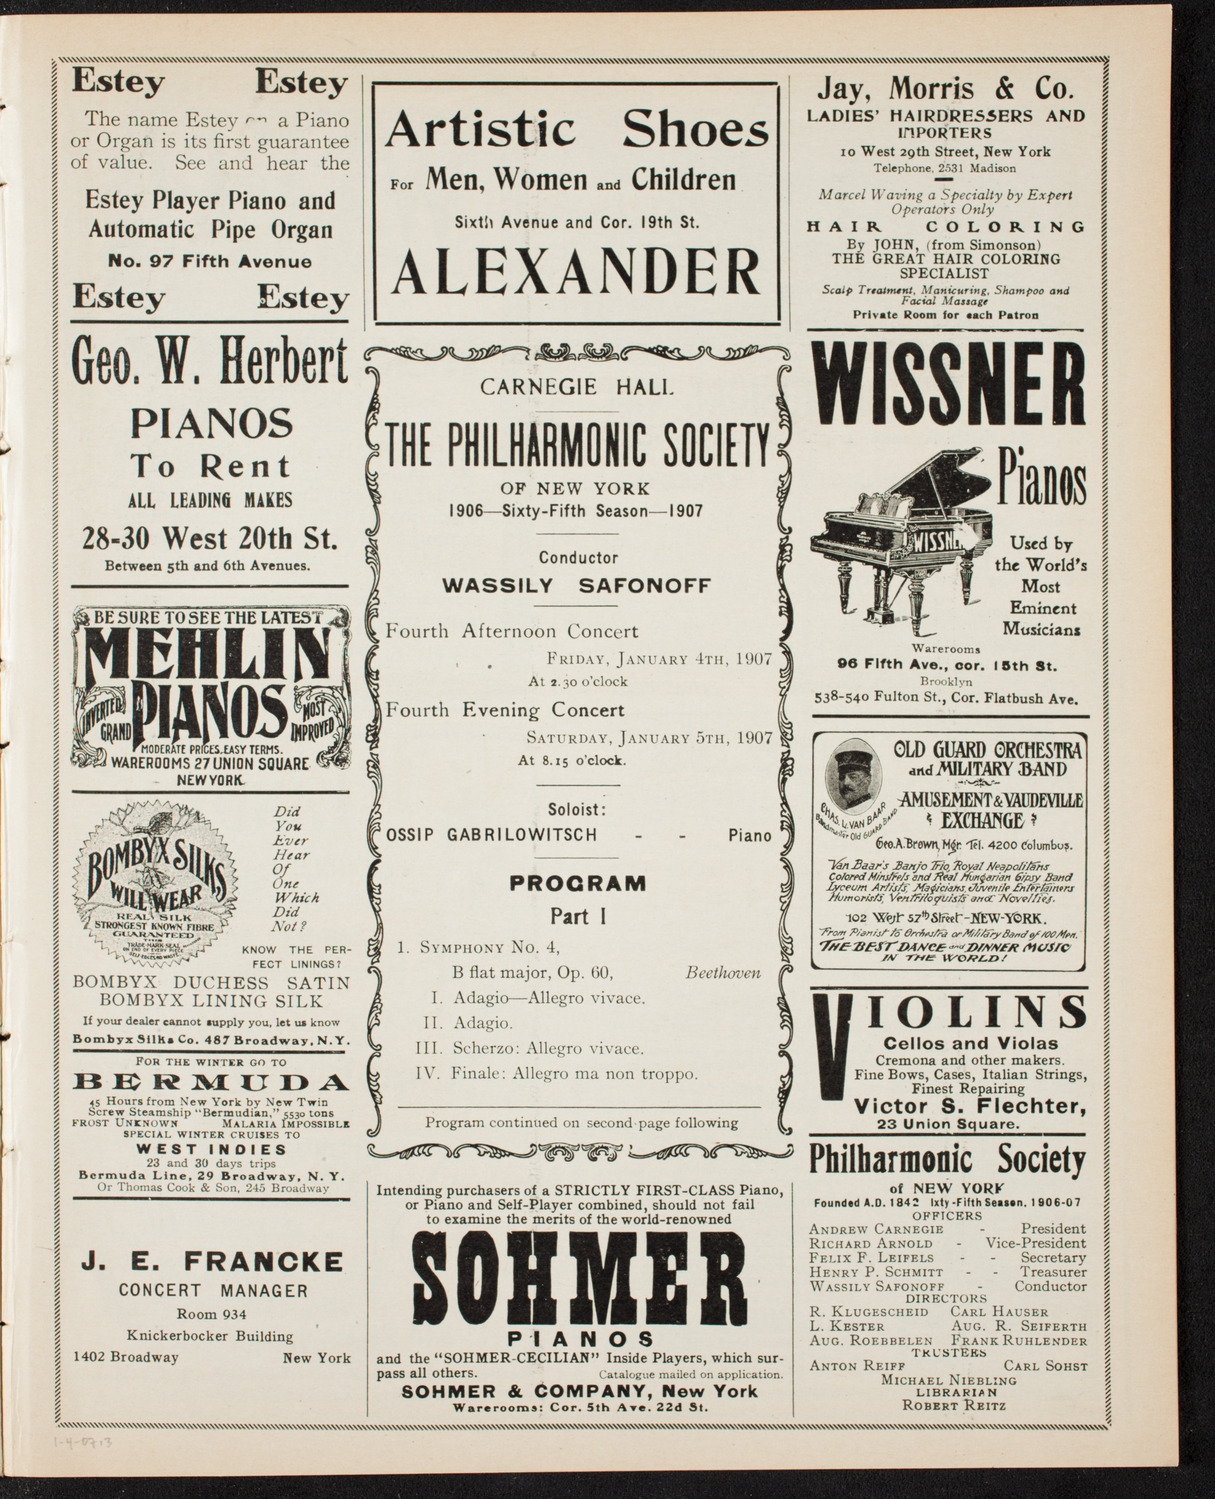 Estey Estey
The name Estey on a Piano
or Organ is its first guarantee
of value. See and hear the
Estey Player Piano and
Automatic Pipe Organ
No. 97 Fifth Avenue
Estey Estey
Geo. W. Herbert
PIANOS
To Rent
ALL LEADING MAKES
28-30 West 20th St.
Between 5th and 6th Avenues.
BE SURE TO SEE THE LATEST
MEHLIN
PIANOS
INVERTED
GRAND
MOST
IMPROVED
MODERATE PRICES. EASY TERMS.
WAREROOMS 27 UNION SQUARE
NEW YORK
BOMBYX SILKS
WILL WEAR
REAL SILK
STRONGEST KNOWN FIBRE
GUARANTEED
Did
You
Ever
Hear
Of
One
Which
Did
Not?
KNOW THE PER-
FECT LININGS?
BOMBYX DUCHESS SATIN
BOMBYX LINING SILK
If your dealer cannot supply you, let us know
Bombyx Silks Co. 487 Broadway, N.Y.
FOR THE WINTER GO TO
BERMUDA
45 Hours from New York by New Twin
Screw Steamship "Bermudian," 5530 tons
FROST UNKNOWN MALARIA IMPOSSIBLE
SPECIAL WINTER CRUISES TO
WEST INDIES
23 and 30 days trips
Bermuda Line, 29 Broadway, N. Y.
Or Thomas Cook & Son, 245 Broadway
J. E. FRANCKE
CONCERT MANAGER
Room 934
Knickerbocker Building
1402 Broadway New York
Artistic Shoes
For Men, Women and Children
Sixth Avenue and Cor. 19th St.
ALEXANDER
CARNEGIE HALL
THE PHILHARMONIC SOCIETY
OF NEW YORK
1906—Sixty-Fifth Season—1907
Conductor
WASSILY SAFONOFF
Fourth Afternoon Concert
FRIDAY, JANUARY 4TH, 1907
At 2.30 o'clock
Fourth Evening Concert
SATURDAY, JANUARY 5TH, 1907
At 8.15 o'clock.
Soloist:
OSSIP GABRILOWITSCH - - Piano
PROGRAM
Part I
1. SYMPHONY No. 4,
B flat major, Op. 60, Beethoven
I. Adagio—Allegro vivace.
II. Adagio.
III. Scherzo: Allegro vivace.
IV. Finale: Allegro ma non troppo.
Program continued on second page following
Intending purchasers of a STRICTLY FIRST-CLASS Piano,
or Piano and Self-Player combined, should not fail
to examine the merits of the world-renowned
SOHMER
PIANOS
and the "SOHMER-CECILIAN" Inside Players, which sur-
pass all others. Catalogue mailed on application.
SOHMER & COMPANY, New York
Warerooms: Cor. 5th Ave. 22d St.
Jay, Morris & Co.
LADIES' HAIRDRESSERS AND
IMPORTERS
10 West 29th Street, New York
Telephone, 2531 Madison
Marcel Waving a Specialty by Expert
Operators Only
HAIR COLORING
By JOHN, (from Simonson)
THE GREAT HAIR COLORING
SPECIALIST
Scalp Treatment, Manicuring, Shampoo and
Facial Massage
Private Room for each Patron
WISSNER
Pianos
WISSNER
Used by
the World's
Most
Eminent
Musicians
Warerooms
96 Fifth Ave., cor. 15th St.
Brooklyn
538-540 Fulton St., Cor. Flatbush Ave.
OLD GUARD ORCHESTRA
and MILITARY BAND
AMUSEMENT & VAUDEVILLE
EXCHANGE
CHAS. L. VAN BAAR
Bandmaster Old Guard Band
Geo. A. Brown, Mgr. Tel. 4200 Columbus.
Van Baar's Banjo Trio, Royal Neapolitans
Colored Minstrels and Real Hungarian Gipsy Band
Lyceum Artists, Magicians, Juvenile Entertainers
Humorists, Ventriloquists and Novelties.
102 West 57th Street-NEW-YORK.
"From Pianist to Orchestra or Military Band of 100 Men."
"THE BEST DANCE and DINNER MUSIC
IN THE WORLD!
VIOLINS
Cellos and Violas
Cremona and other makers.
Fine Bows, Cases, Italian Strings,
Finest Repairing
Victor S. Flechter,
23 Union Square.
Philharmonic Society
of NEW YORK
Founded A.D. 1842 ixty-Fifth Season. 1906-07
OFFICERS
ANDREW CARNEGIE - President
RICHARD ARNOLD - Vice-President
FELIX F. LEIFELS - - Secretary
HENRY P. SCHMITT - - Treasurer
WASSILY SAFONOFF - Conductor
DIRECTORS
R. KLUGESCHEID CARL HAUSER
L. KESTER AUG. R. SEIFERTH
AUG. ROEBBELEN FRANK RUHLENDER
TRUSTEES
ANTON REIFF CARL SOHST
MICHAEL NIEBLING
LIBRARIAN
ROBERT REITZ
1-4-07.3